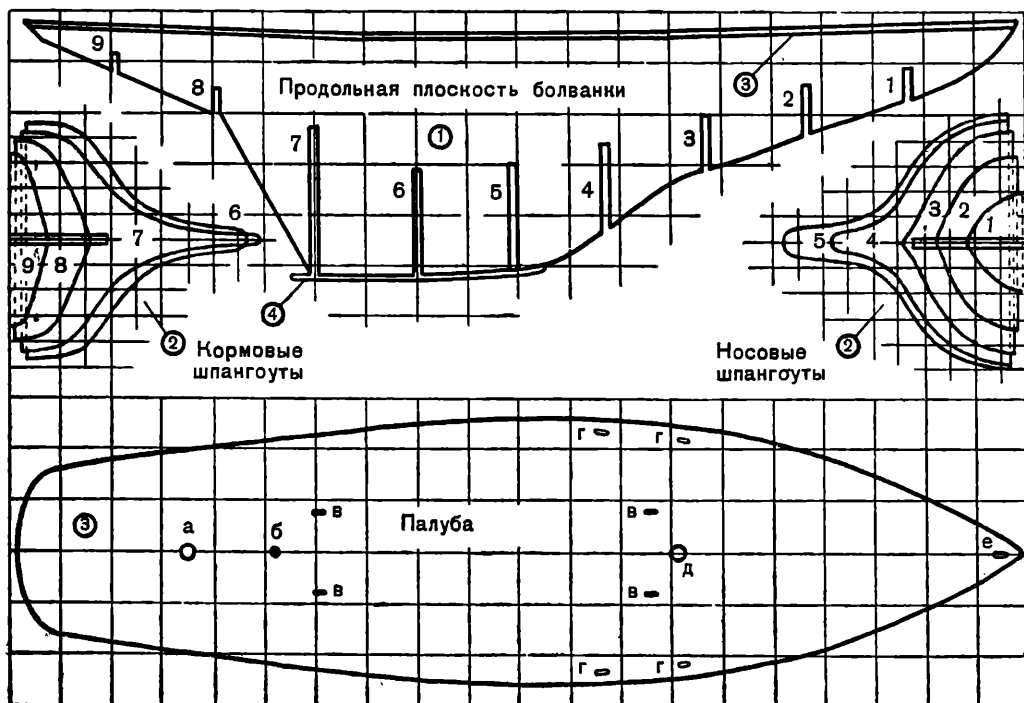 9
8
Продольная плоскость болванки
③
2
1
7
①
3
6
5
4
6
7
9 8
5 4 3 2 1
④
②
Кормовые
шпангоуты
Носовые
шпангоуты
②
г г
③
а
б
в
Палуба
в
д
е
в
в
г г